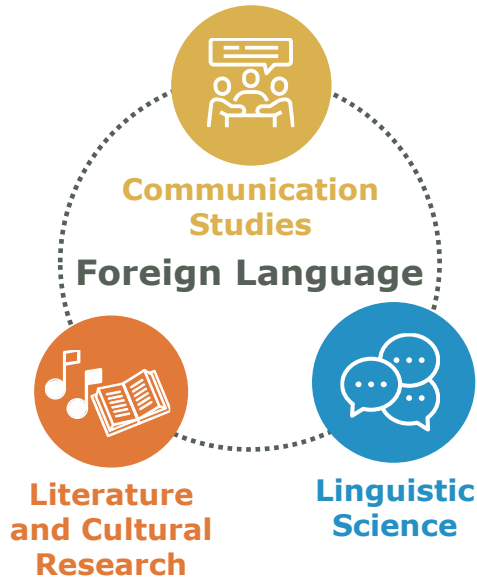 Communication
Studies
Foreign Language
Literature
and Cultural
Research
Linguistic
Science